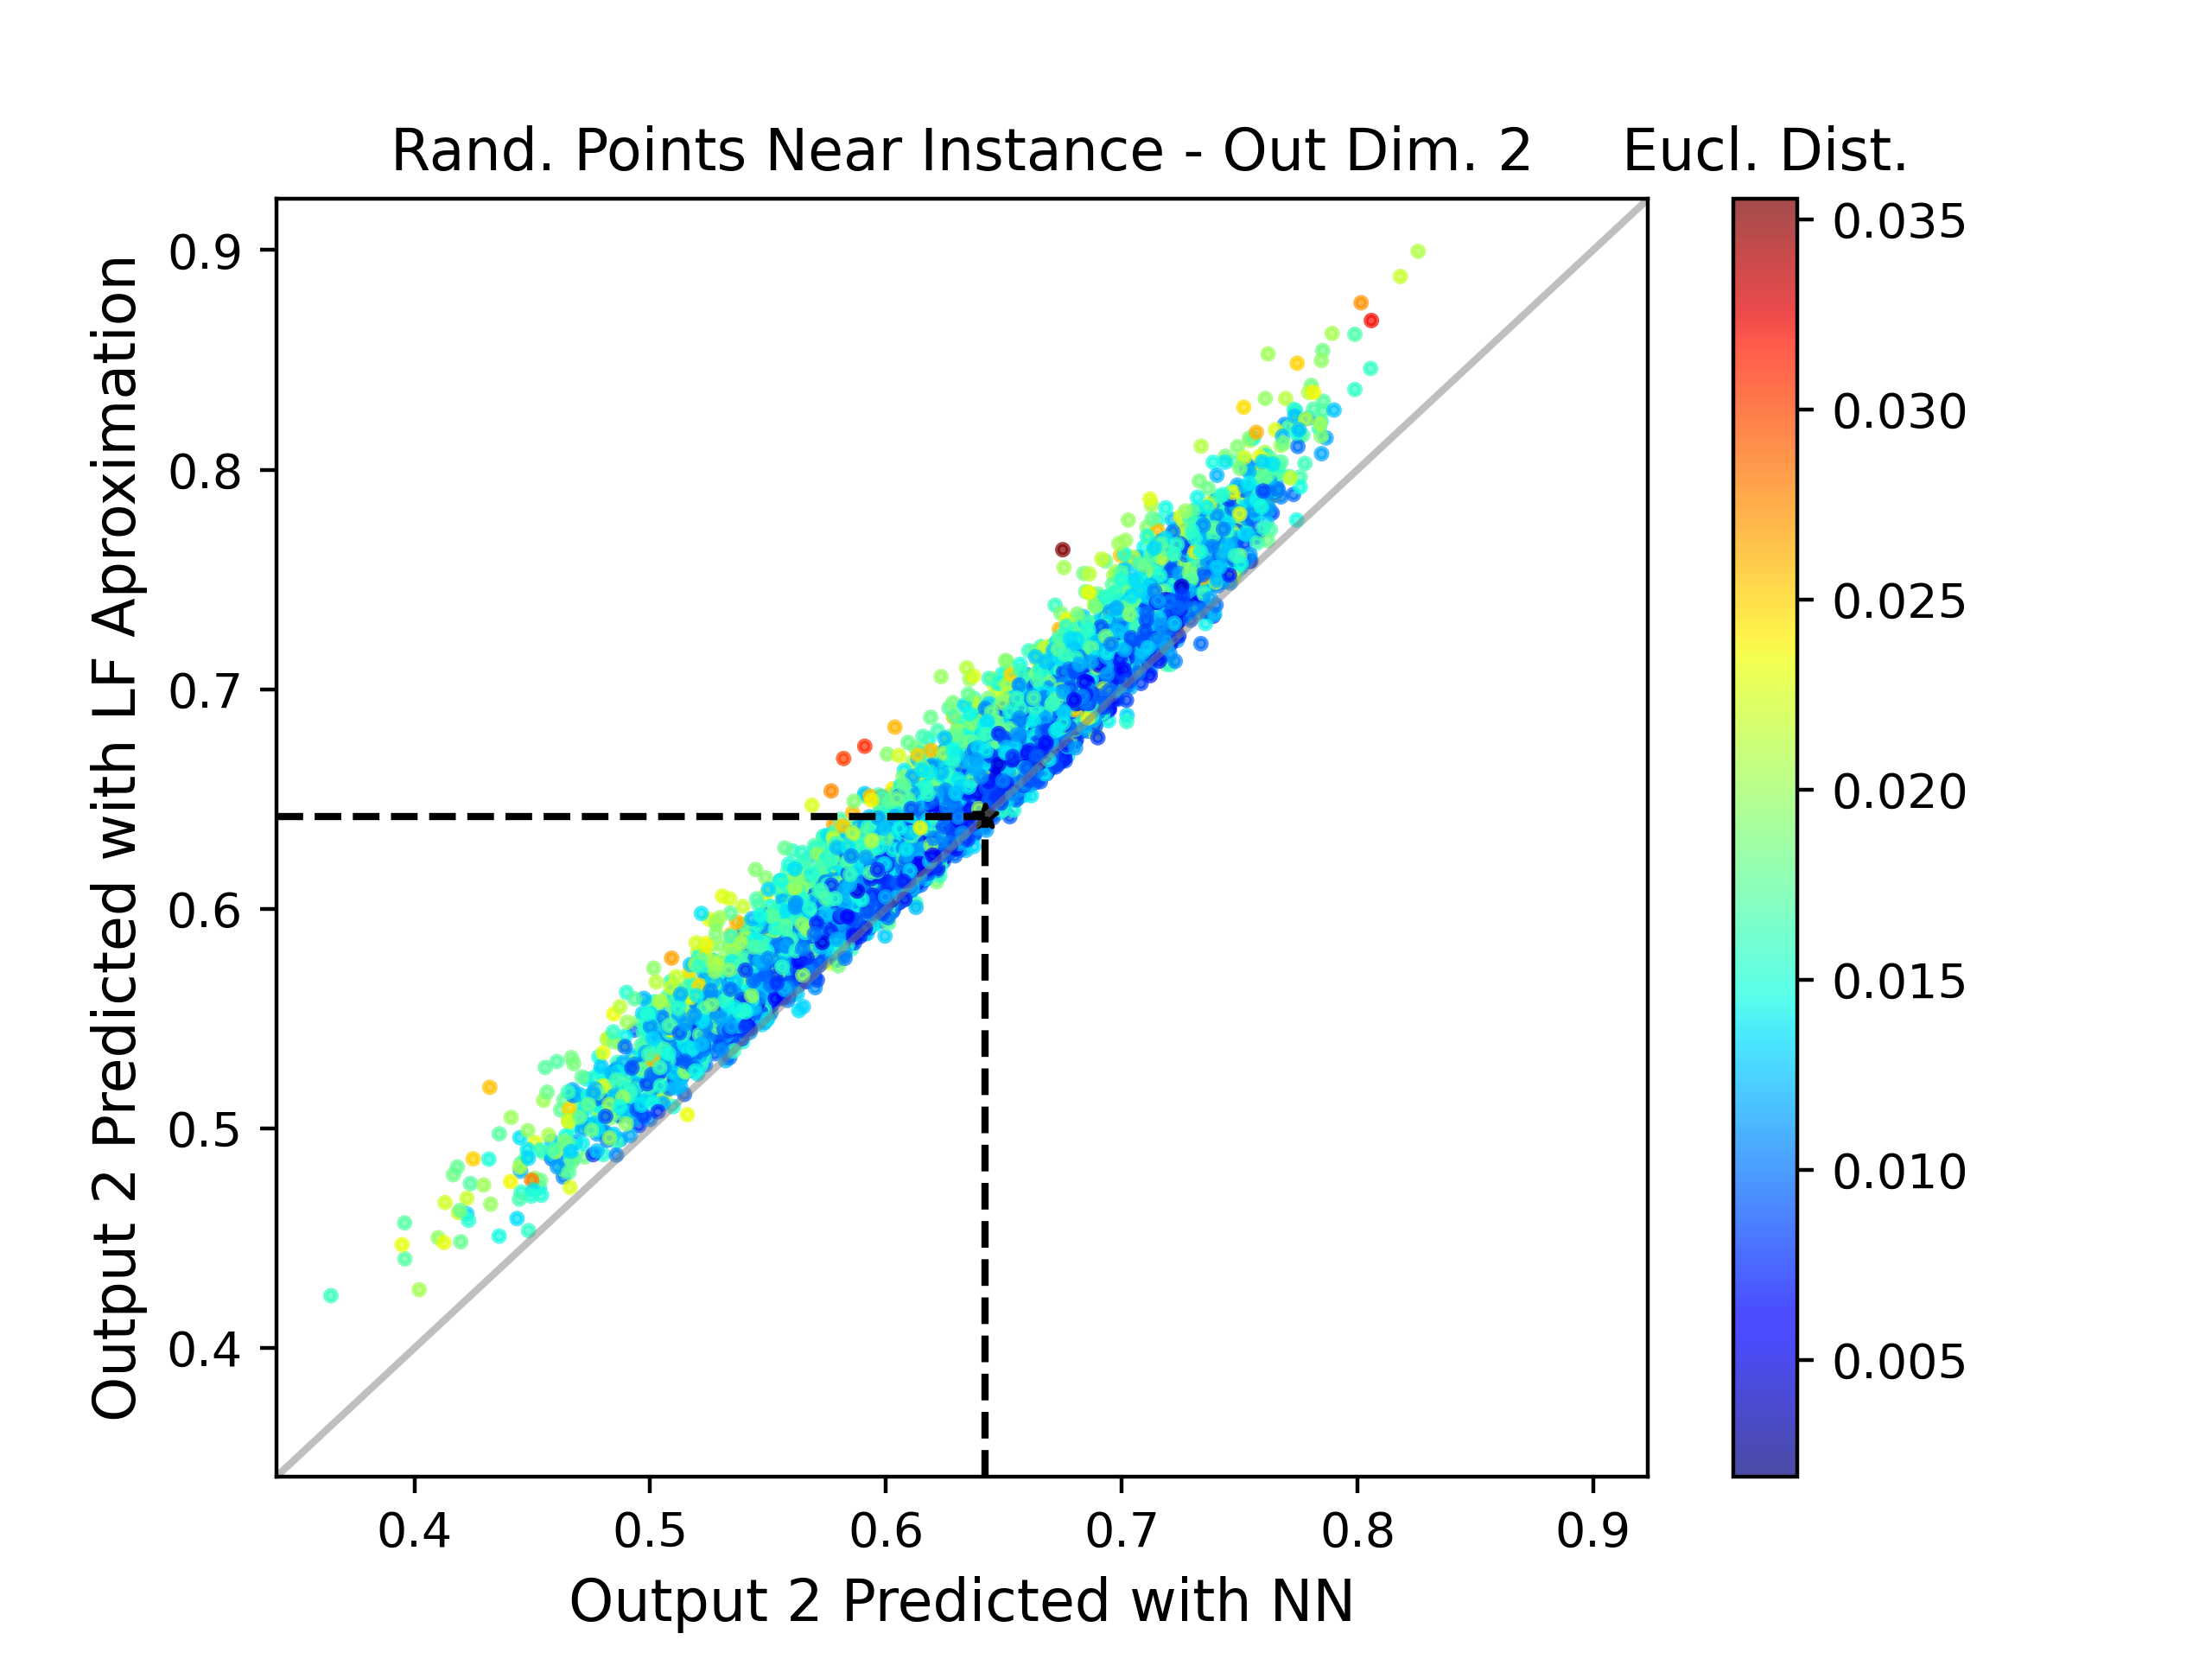 Rand. Points Near Instance - Out Dim. 2
Eucl. Dist.
Output 2 Predicted with LF Aproximation
0.9
0.8
0.7
0.6
0.5
0.4
0.4 0.5 0.6 0.7 0.8 0.9
Output 2 Predicted with NN
0.035
0.030
0.025
0.020
0.015
0.010
0.005